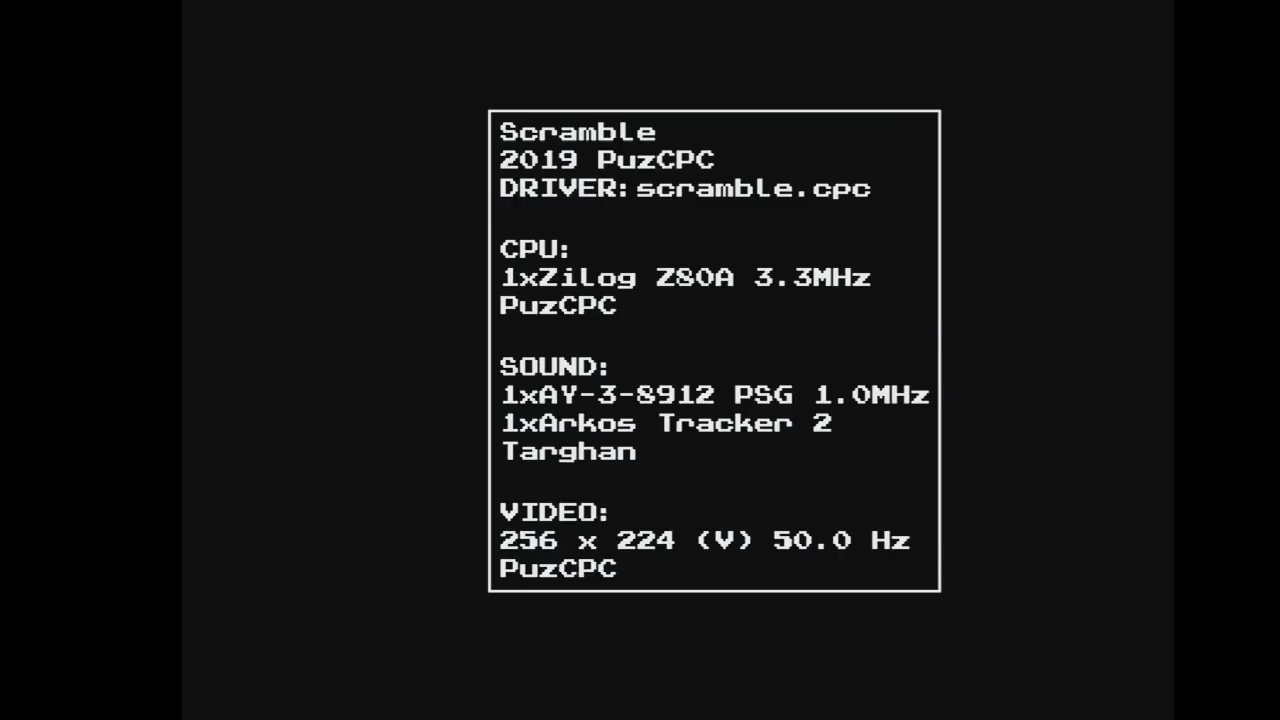 Scramble
2019 PuzCPC
DRIVER:scramble.cpc
CPU:
1xZilog Z80A 3.3MHz
PuzCPC
SOUND:
1xAY-3-8912 PSG 1.0MHz
1xArkos Tracker 2
Targhan
VIDEO:
256 x 224 (V) 50.0 Hz
PuzCPC